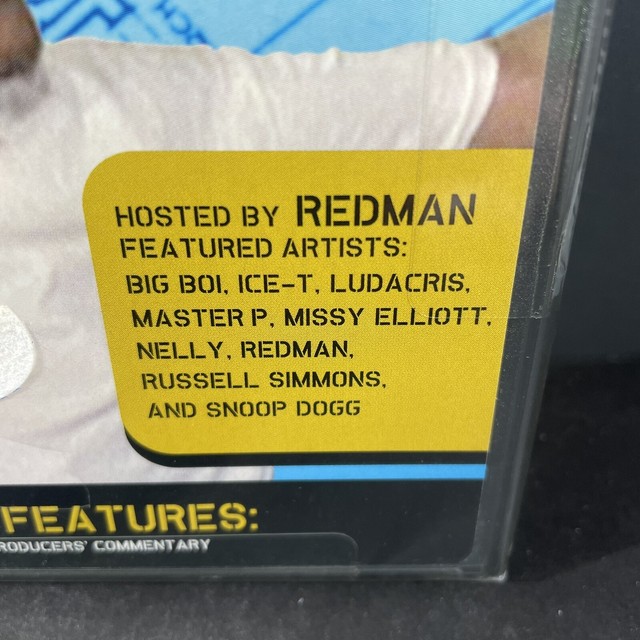 HOSTED BY REDMAN
FEATURED ARTISTS:
BIG BOI, ICE-T, LUDACRIS,
MASTER P, MISSY ELLIOTT,
NELLY, REDMAN,
RUSSELL SIMMONS,
AND SNOOP DOGG
FEATURES:
COMMENTARY